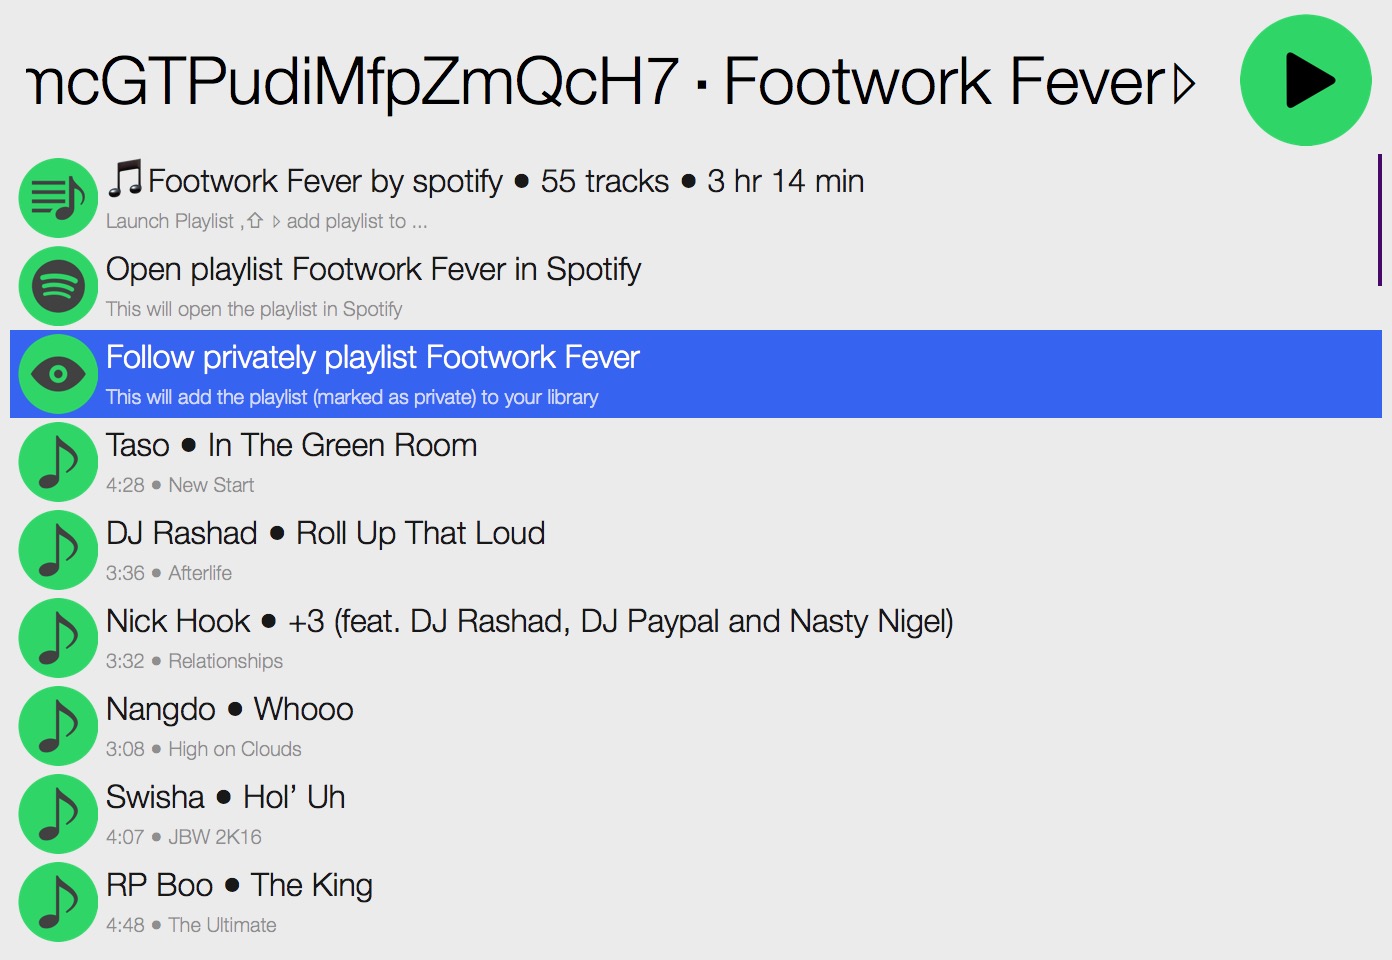 ncGTPudiMfpZmQcH7 · Footwork Fever▹
🎵Footwork Fever by spotify ● 55 tracks ● 3 hr 14 min
Launch Playlist ,⇧ ▹ add playlist to ...
Open playlist Footwork Fever in Spotify
This will open the playlist in Spotify
Follow privately playlist Footwork Fever
This will add the playlist (marked as private) to your library
Taso ● In The Green Room
4:28 ● New Start
DJ Rashad ● Roll Up That Loud
3:36 ● Afterlife
Nick Hook ● +3 (feat. DJ Rashad, DJ Paypal and Nasty Nigel)
3:32 ● Relationships
Nangdo ● Whooo
3:08 ● High on Clouds
Swisha ● Hol’ Uh
4:07 ● JBW 2K16
RP Boo ● The King
4:48 ● The Ultimate